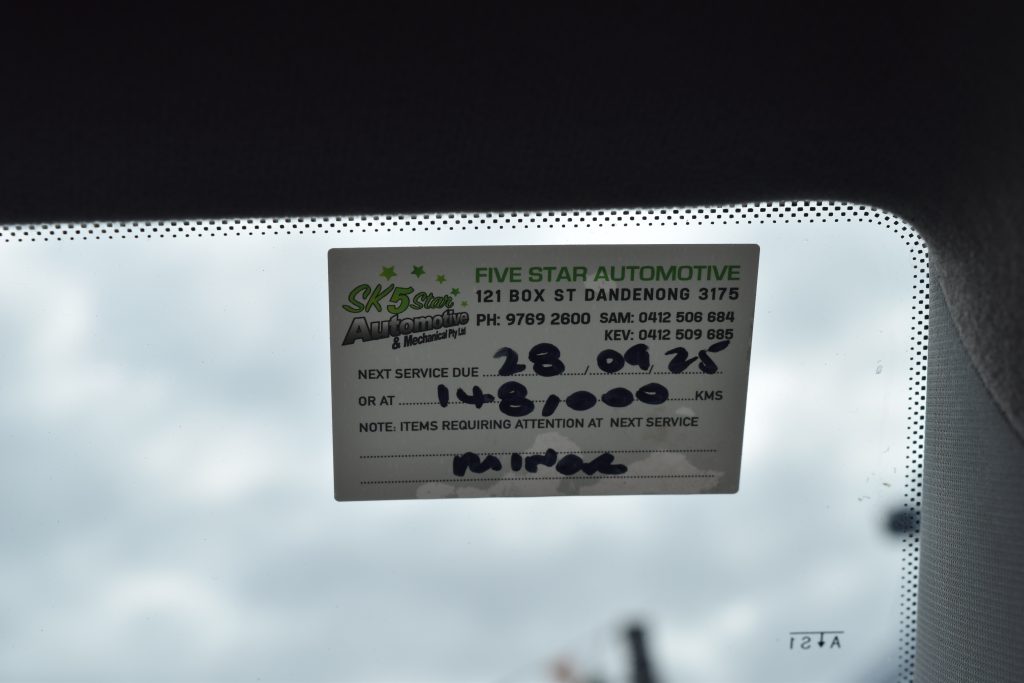 SK5 Star
Automotive
& Mechanical Pty Ltd
FIVE STAR AUTOMOTIVE
121 BOX ST DANDENONG 3175
PH: 9769 2600 SAM: 0412 506 684
KEV: 0412 509 685
NEXT SERVICE DUE 28 / 09 / 25
OR AT 148,000 KMS
NOTE: ITEMS REQUIRING ATTENTION AT NEXT SERVICE
MINOR
A↓S1